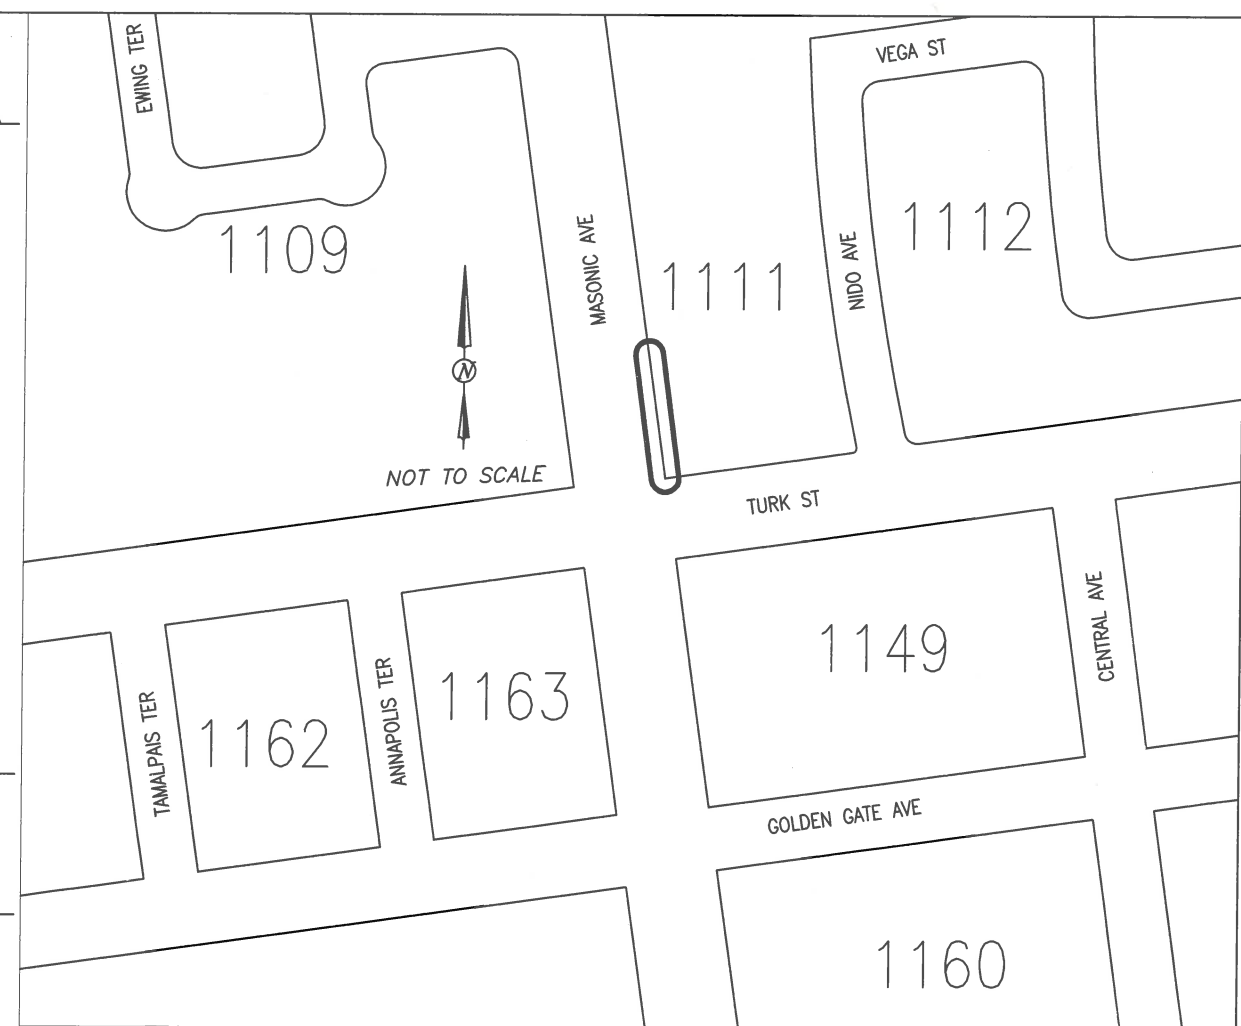 EWING TER
VEGA ST
1109
MASONIC AVE
1111
NIDO AVE
1112
N
NOT TO SCALE
TURK ST
CENTRAL AVE
1149
1163
ANNAPOLIS TER
1162
TAMALPAIS TER
GOLDEN GATE AVE
1160